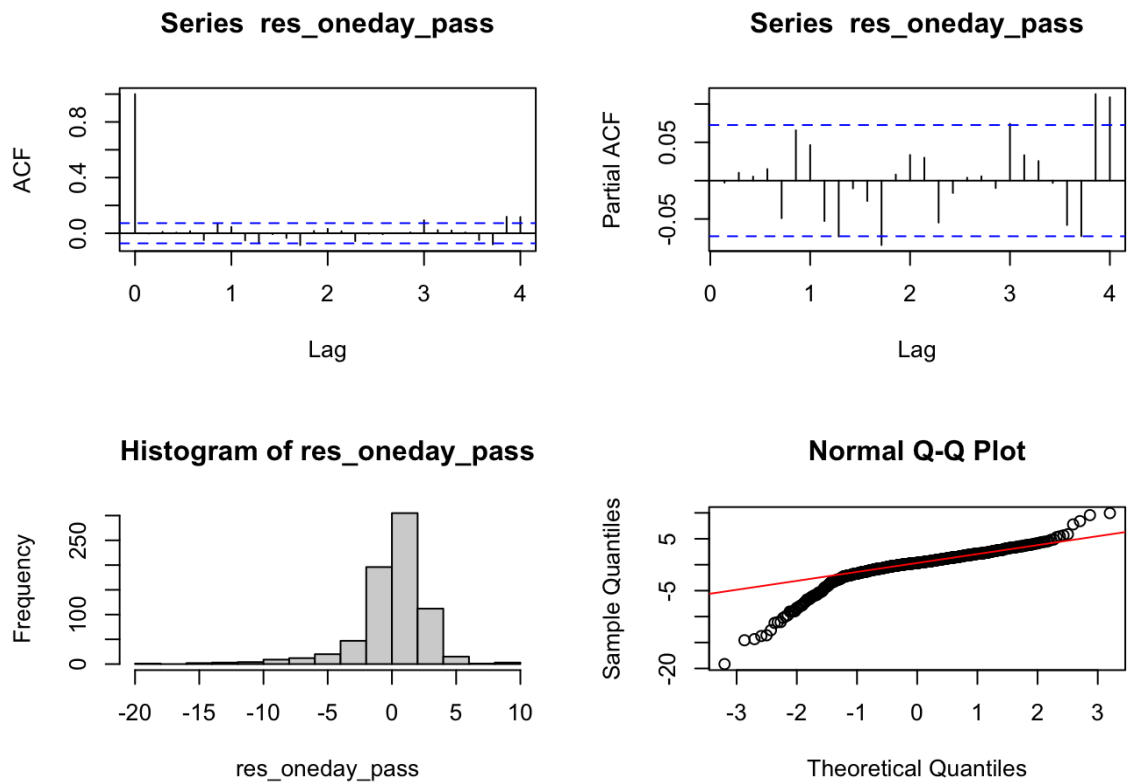 Series res_oneday_pass
ACF
0.0 0.4 0.8
0 1 2 3 4
Lag
Series res_oneday_pass
Partial ACF
-0.05 0.05
0 1 2 3 4
Lag
Histogram of res_oneday_pass
Frequency
0 100 250
-20 -15 -10 -5 0 5 10
res_oneday_pass
Normal Q-Q Plot
Sample Quantiles
-20 -5 5
-3 -2 -1 0 1 2 3
Theoretical Quantiles